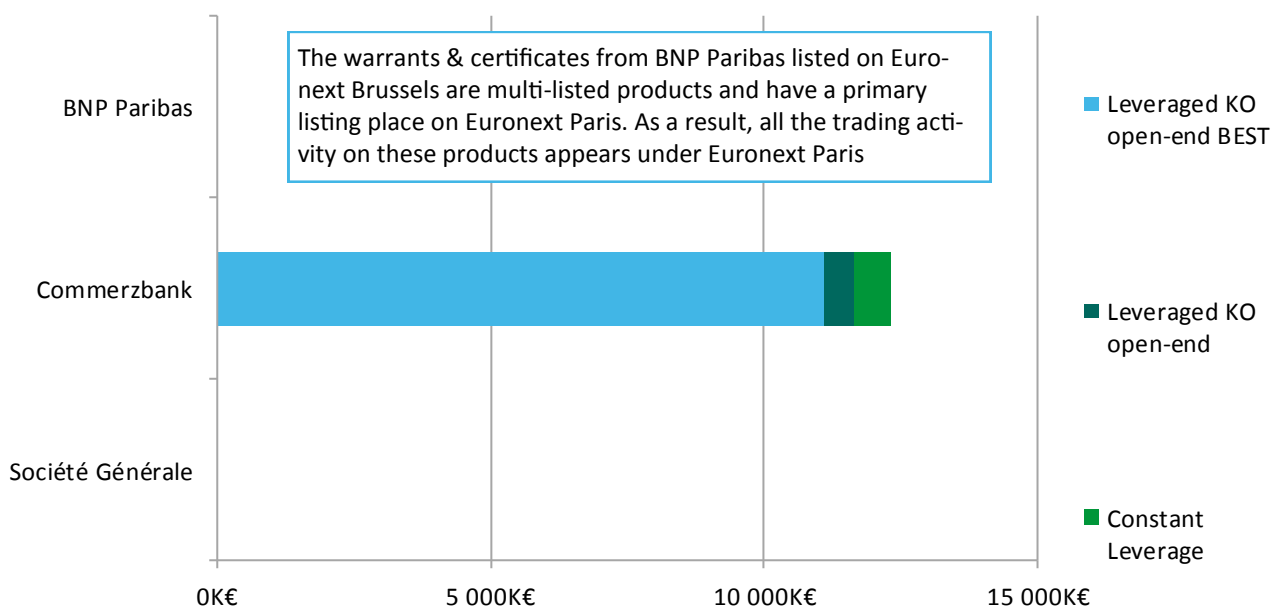 The warrants & certificates from BNP Paribas listed on Euro-
next Brussels are multi-listed products and have a primary
listing place on Euronext Paris. As a result, all the trading acti-
vity on these products appears under Euronext Paris
BNP Paribas
Commerzbank
Société Générale
0K€
5 000K€
10 000K€
15 000K€
Leveraged KO
open-end BEST
Leveraged KO
open-end
Constant
Leverage